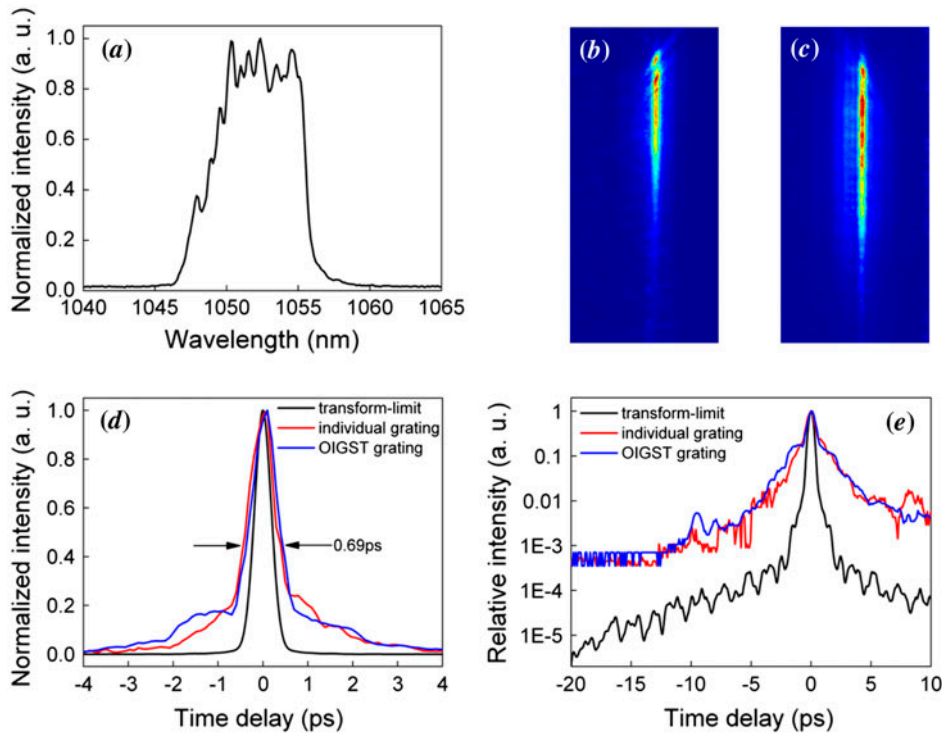 (a)
Normalized intensity (a. u.)
1.0
0.8
0.6
0.4
0.2
0.0
1040 1045 1050 1055 1060 1065
Wavelength (nm)
(b)
(c)
(d)
Normalized intensity (a. u.)
1.0
0.8
0.6
0.4
0.2
0.0
transform-limit
individual grating
OIGST grating
0.69ps
-4 -3 -2 -1 0 1 2 3 4
Time delay (ps)
(e)
Relative intensity (a. u.)
1
0.1
0.01
1E-3
1E-4
1E-5
transform-limit
individual grating
OIGST grating
-20 -15 -10 -5 0 5 10
Time delay (ps)